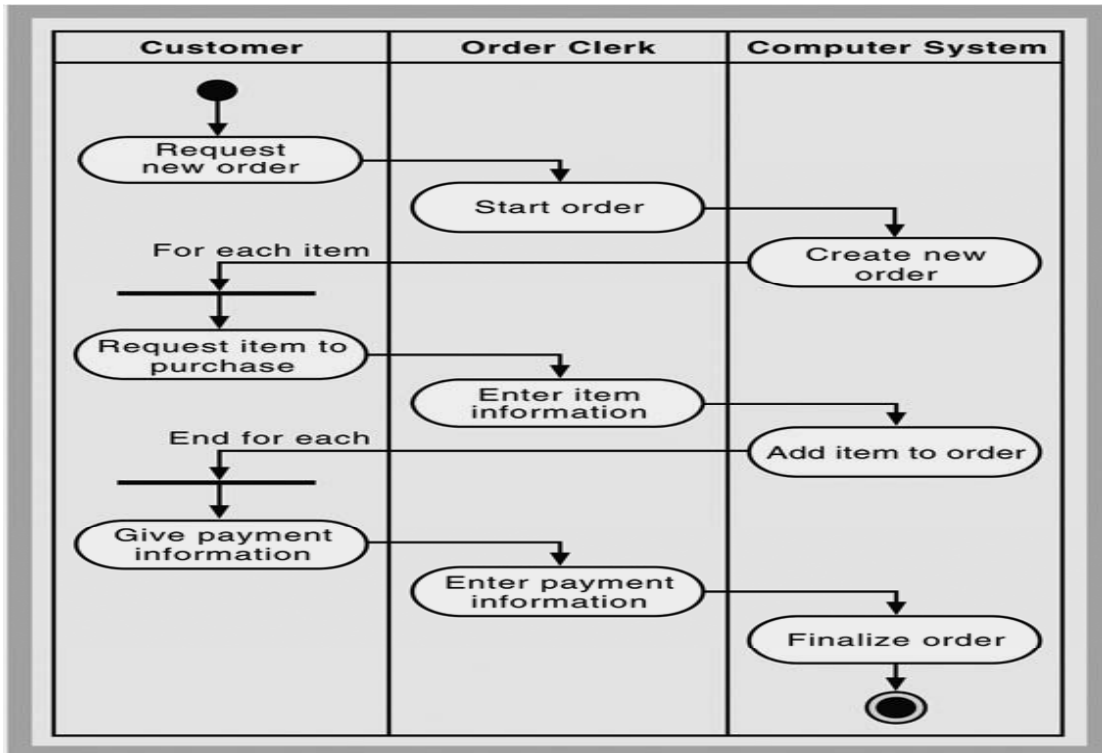 Customer
Order Clerk
Computer System
Request
new order
Start order
Create new
order
For each item
Request item to
purchase
Enter item
information
Add item to order
End for each
Give payment
information
Enter payment
information
Finalize order